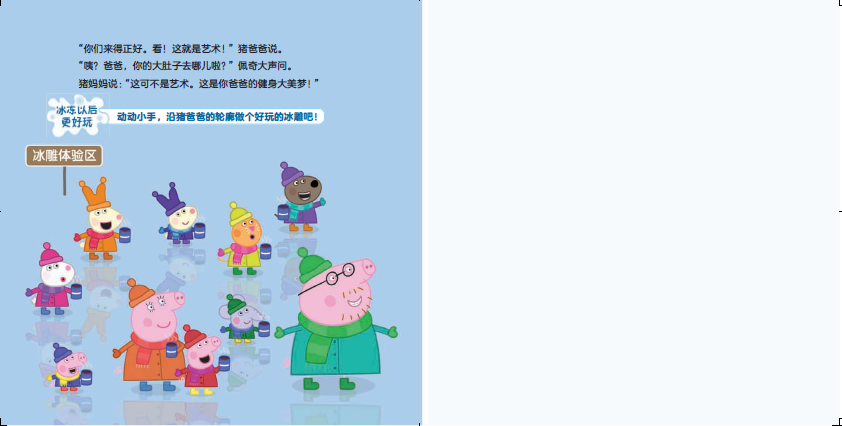 “你们来得正好。看！这就是艺术！”猪爸爸说。
“咦？爸爸，你的大肚子去哪儿啦？”佩奇大声问。
猪妈妈说：“这可不是艺术。这是你爸爸的健身大美梦！”
冰冻以后
更好玩
动动小手，沿猪爸爸的轮廓做个好玩的冰雕吧！
冰雕体验区